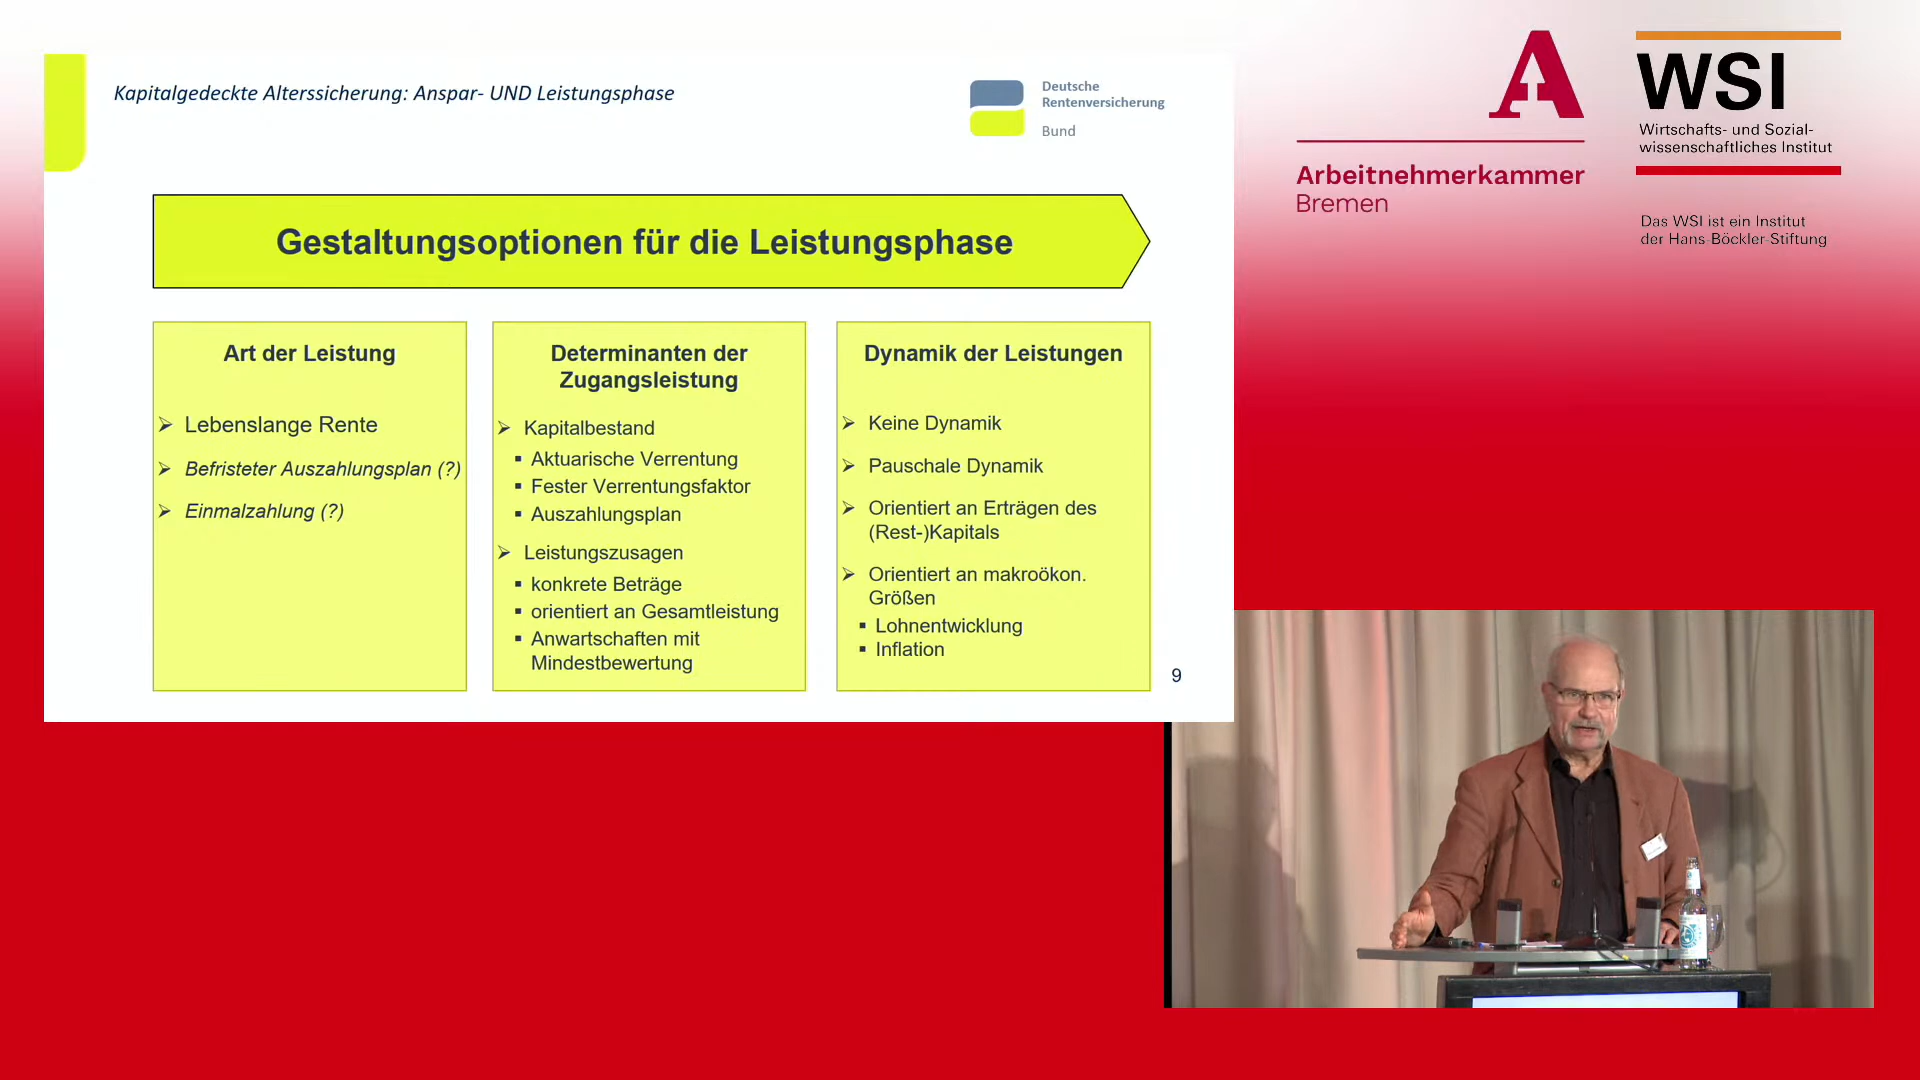 Kapitalgedeckte Alterssicherung: Anspar- UND Leistungsphase
Deutsche
Rentenversicherung
Bund
Gestaltungsoptionen für die Leistungsphase
Art der Leistung
Lebenslange Rente
Befristeter Auszahlungsplan (?)
Einmalzahlung (?)
Determinanten der
Zugangsleistung
Kapitalbestand
Aktuarische Verrentung
Fester Verrentungsfaktor
Auszahlungsplan
Leistungszusagen
konkrete Beträge
orientiert an Gesamtleistung
Anwartschaften mit
Mindestbewertung
Dynamik der Leistungen
Keine Dynamik
Pauschale Dynamik
Orientiert an Erträgen des
(Rest-)Kapitals
Orientiert an makroökon.
Größen
Lohnentwicklung
Inflation
9
A
Arbeitnehmerkammer
Bremen
WSI
Wirtschafts- und Sozial-
wissenschaftliches Institut
Das WSI ist ein Institut
der Hans-Böckler-Stiftung